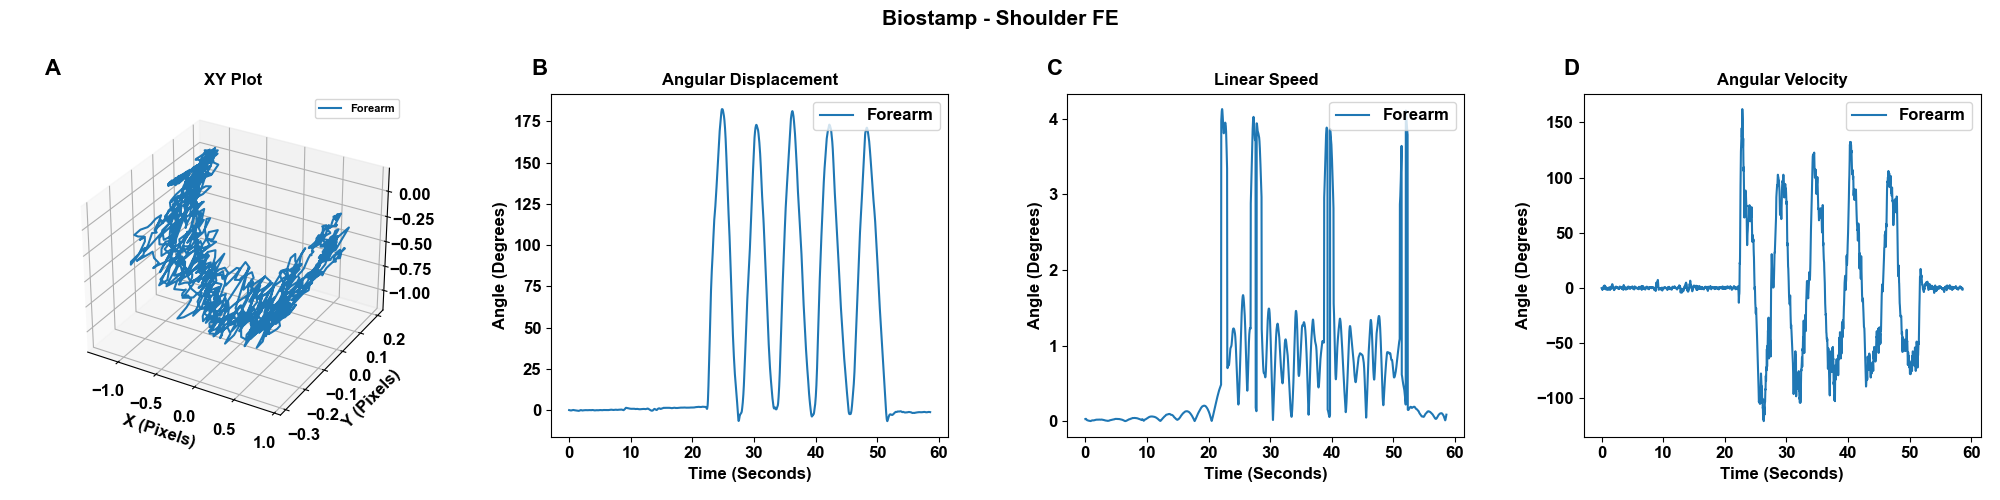 Biostamp - Shoulder FE
A
XY Plot
Forearm
0.00
−0.25
−0.50
−0.75
−1.00
−1.0
−0.5
0.0
0.5
1.0
X (Pixels)
0.2
0.1
0.0
−0.1
−0.2
−0.3
Y (Pixels)
B
Angular Displacement
Forearm
175
150
125
100
75
50
25
0
Angle (Degrees)
0 10 20 30 40 50 60
Time (Seconds)
C
Linear Speed
Forearm
4
3
2
1
0
Angle (Degrees)
0 10 20 30 40 50 60
Time (Seconds)
D
Angular Velocity
Forearm
150
100
50
0
−50
−100
Angle (Degrees)
0 10 20 30 40 50 60
Time (Seconds)